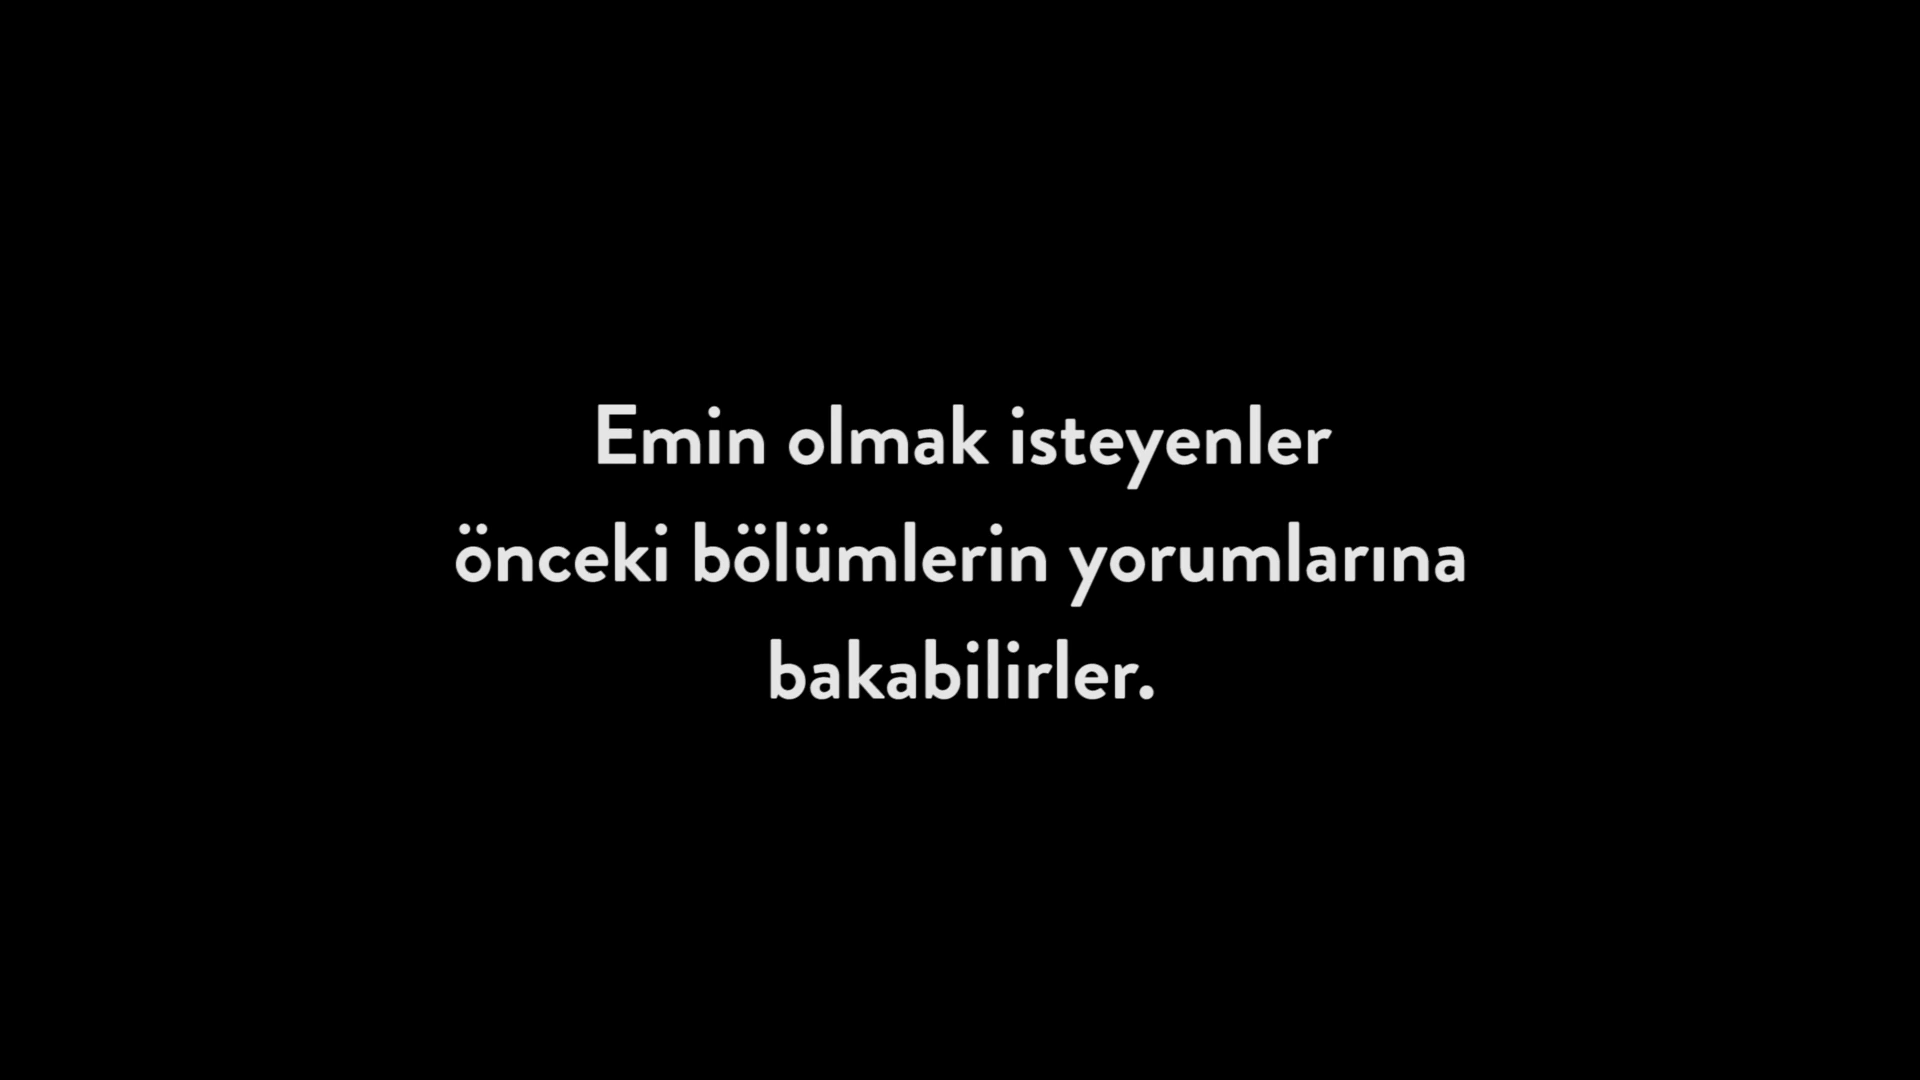 Emin olmak isteyenler
önceki bölümlerin yorumlarına
bakabilirler.